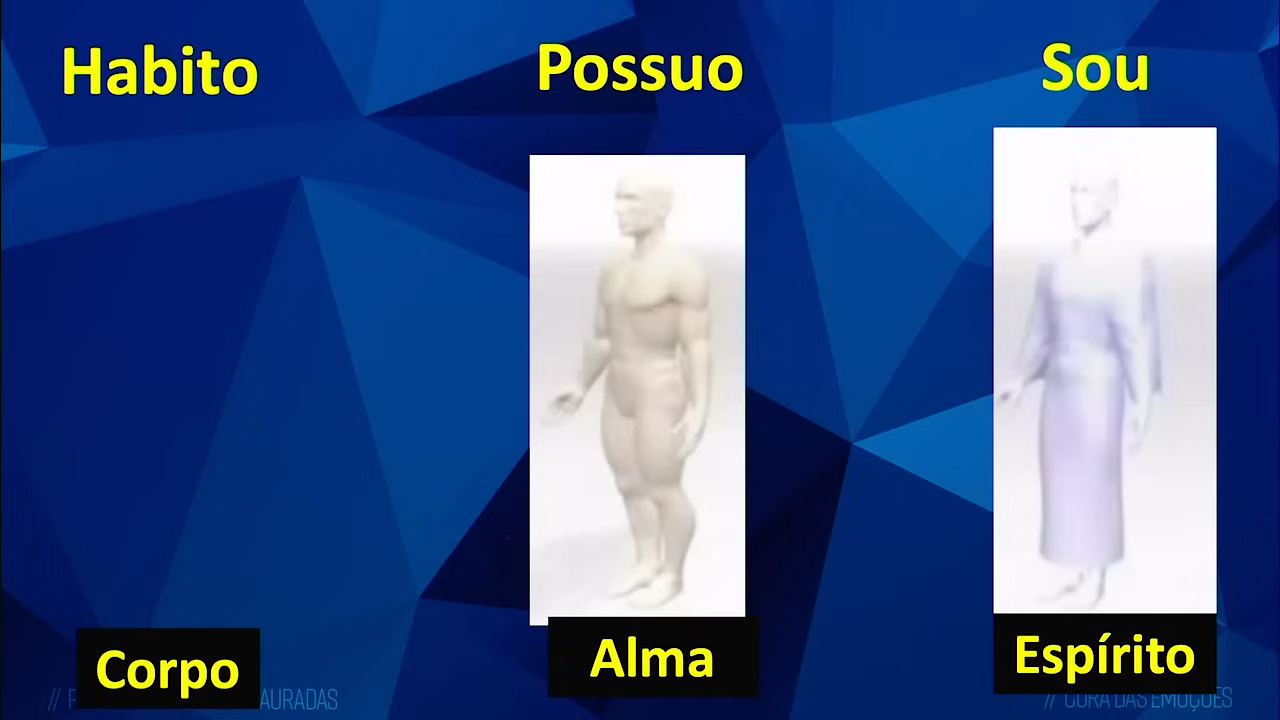 Habito
Possuo
Sou
Corpo
Alma
Espírito
// CURA DAS EMOÇÕES